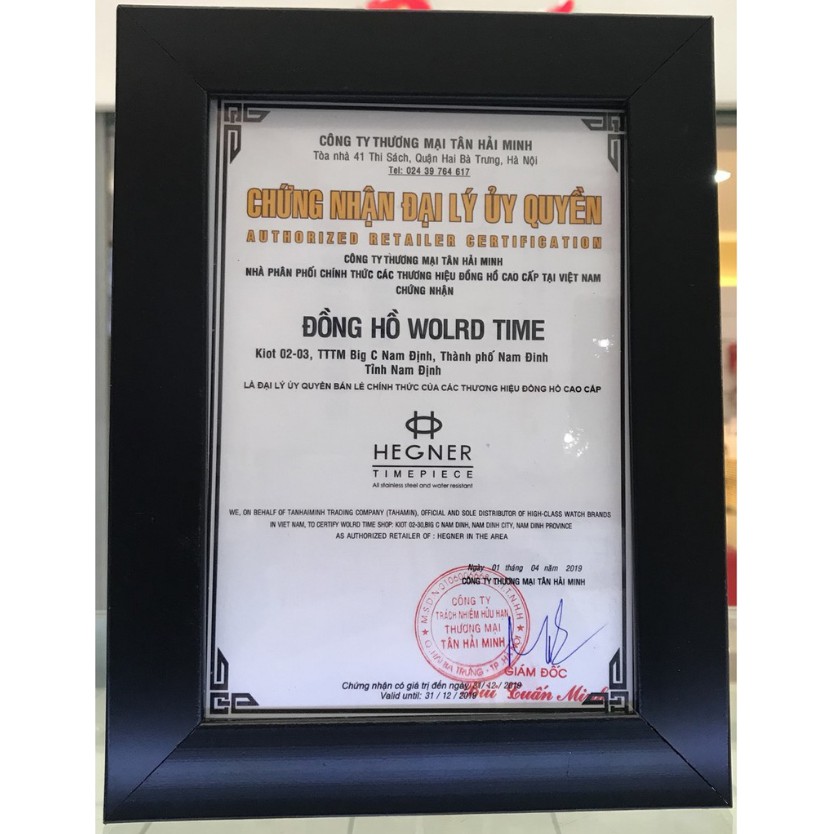 CÔNG TY THƯƠNG MẠI TÂN HẢI MINH
Tòa nhà 41 Thi Sách, Quận Hai Bà Trưng, Hà Nội
Tel: 024 39 764 617
CHỨNG NHẬN ĐẠI LÝ ỦY QUYỀN
AUTHORIZED RETAILER CERTIFICATION
CÔNG TY THƯƠNG MẠI TÂN HẢI MINH
NHÀ PHÂN PHỐI CHÍNH THỨC CÁC THƯƠNG HIỆU ĐỒNG HỒ CAO CẤP TẠI VIỆT NAM
CHỨNG NHẬN
ĐỒNG HỒ WOLRD TIME
Kiot 02-03, TTTM Big C Nam Định, Thành phố Nam Đinh
Tỉnh Nam Định
LÀ ĐẠI LÝ ỦY QUYỀN BÁN LẺ CHÍNH THỨC CỦA CÁC THƯƠNG HIỆU ĐỒNG HỒ CAO CẤP
HEGNER
TIMEPIECE
All stainless steel and water resistant
WE, ON BEHALF OF TANHAIMINH TRADING COMPANY (TAHAMIN), OFFICIAL AND SOLE DISTRIBUTOR OF HIGH-CLASS WATCH BRANDS
IN VIET NAM, TO CERTIFY WOLRD TIME SHOP: KIOT 02-30,BIG C NAM DINH, NAM DINH CITY, NAM DINH PROVINCE
AS AUTHORIZED RETAILER OF : HEGNER IN THE AREA
Ngày 01 tháng 04 năm 2019
CÔNG TY THƯƠNG MẠI TÂN HẢI MINH
CÔNG TY
TRÁCH NHIỆM HỮU HẠN
THƯƠNG MẠI
TÂN HẢI MINH
GIÁM ĐỐC
Chứng nhận có giá trị đến ngày 31/12/ 2019
Valid until: 31 / 12 / 2019
Bùi Xuân Minh